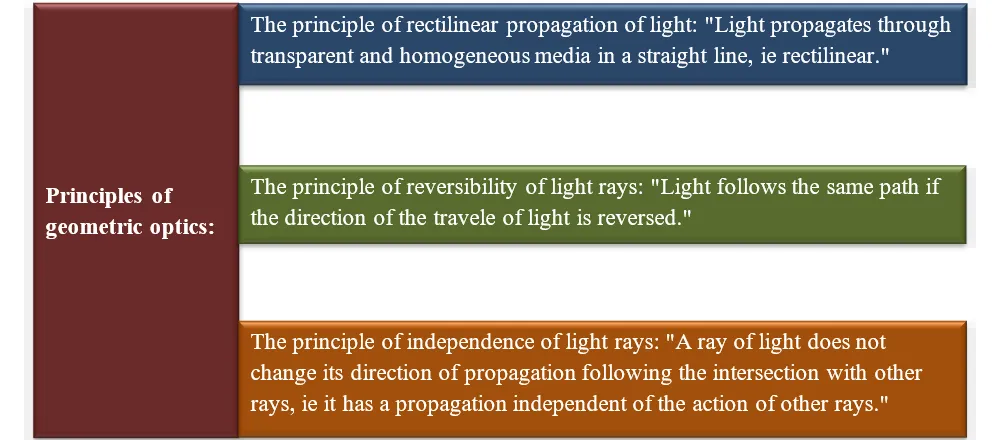 Principles of
geometric optics:
The principle of rectilinear propagation of light: "Light propagates through
transparent and homogeneous media in a straight line, ie rectilinear."
The principle of reversibility of light rays: "Light follows the same path if
the direction of the travele of light is reversed."
The principle of independence of light rays: "A ray of light does not
change its direction of propagation following the intersection with other
rays, ie it has a propagation independent of the action of other rays."